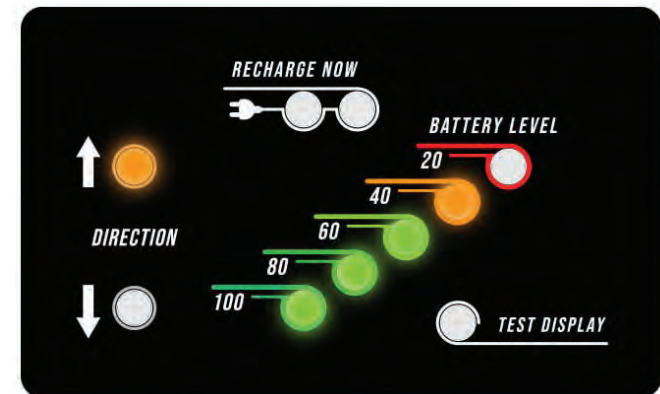 RECHARGE NOW
BATTERY LEVEL
20
40
60
DIRECTION
80
100
TEST DISPLAY